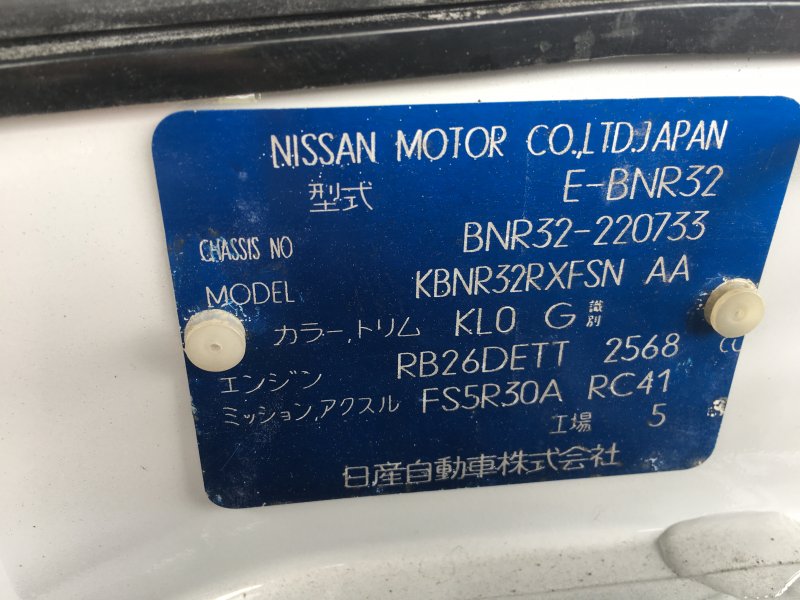 NISSAN MOTOR CO.,LTD.JAPAN
型式 E-BNR32
CHASSIS NO BNR32-220733
MODEL KBNR32RXFSN AA
カラー,トリム KL0 G 識別
エンジン RB26DETT 2568 CC
ミッション,アクスル FS5R30A RC41
工場 5
日産自動車株式会社